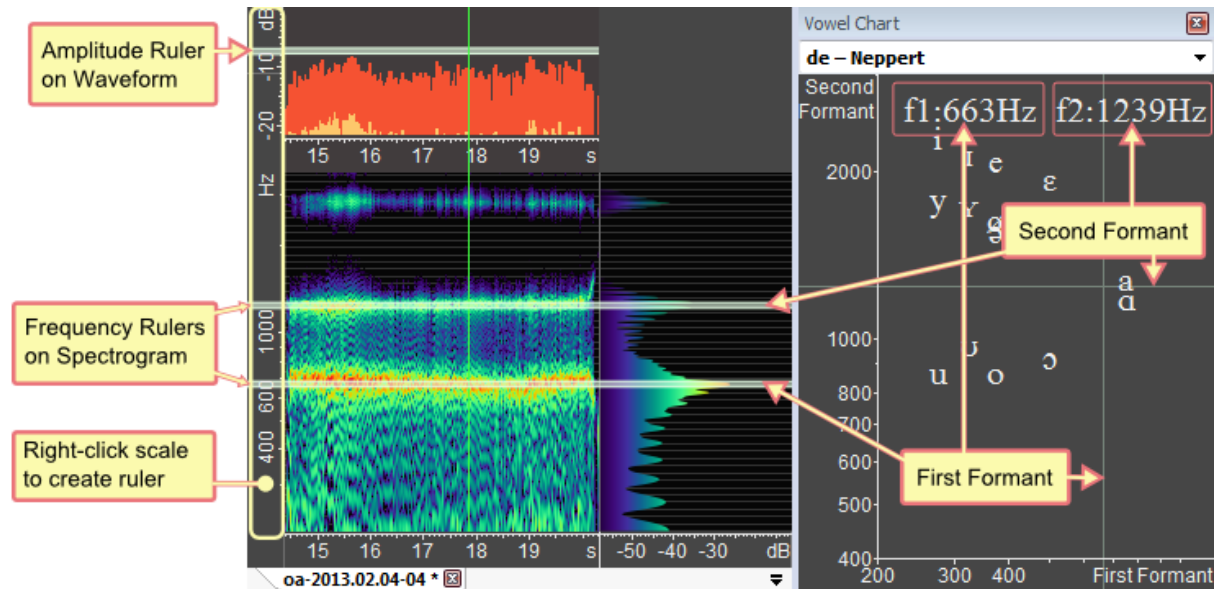 Amplitude Ruler
on Waveform
Frequency Rulers
on Spectrogram
Right-click scale
to create ruler
dB
-10
-20
15 16 17 18 19 s
Hz
1000
600
400
15 16 17 18 19 s
-50 -40 -30 dB
oa-2013.02.04-04 *
Vowel Chart
de – Neppert
Second
Formant
f1:663Hz f2:1239Hz
i
ɪ e
2000
ɛ
y ʏ
Second Formant
a
ɑ
1000
ʊ
ɔ
u o
800
700
600
First Formant
500
400
200 300 400 First Formant